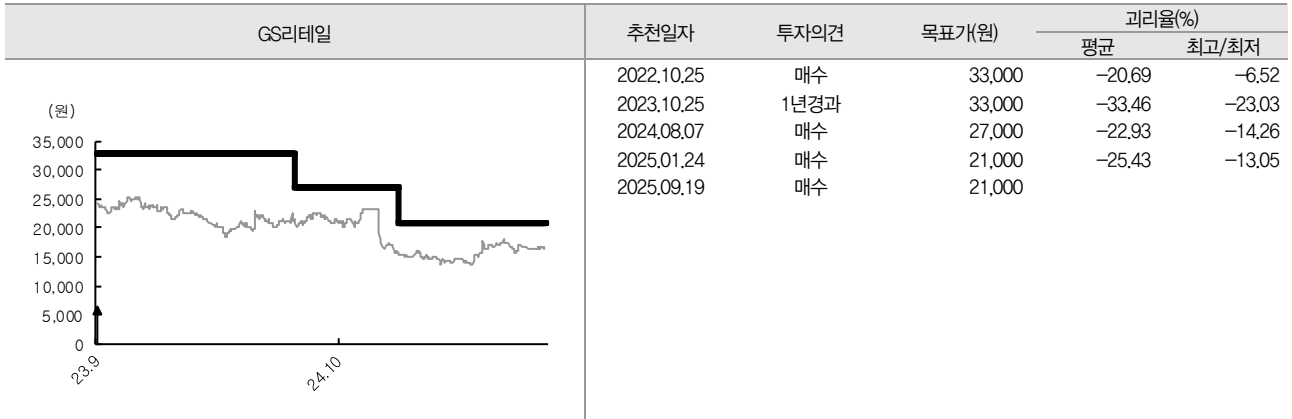 GS리테일
추천일자 투자의견 목표가(원) 괴리율(%)
평균 최고/최저
2022.10.25 매수 33,000 -20.69 -6.52
2023.10.25 1년경과 33,000 -33.46 -23.03
2024.08.07 매수 27,000 -22.93 -14.26
2025.01.24 매수 21,000 -25.43 -13.05
2025.09.19 매수 21,000
(원)
35,000
30,000
25,000
20,000
15,000
10,000
5,000
0
23.9
24.10